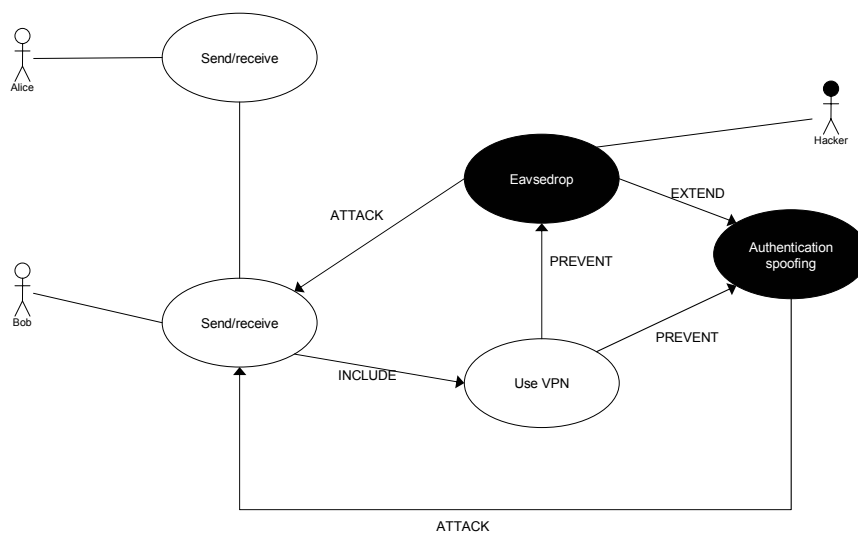 Send/receive
Alice
Hacker
Eavsedrop
EXTEND
ATTACK
Authentication
spoofing
PREVENT
Bob
Send/receive
PREVENT
INCLUDE
Use VPN
ATTACK